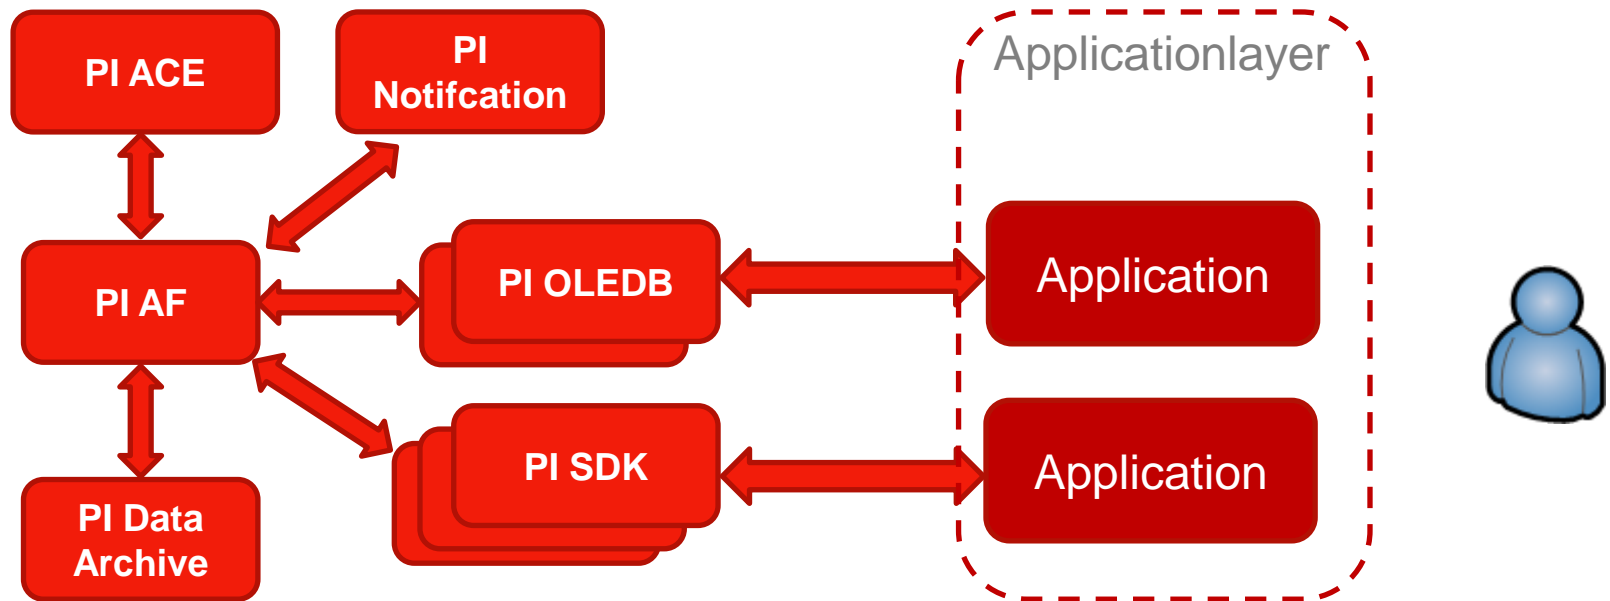 PI ACE
PI
Notifcation
Applicationlayer
PI AF
PI OLEDB
Application
PI SDK
Application
PI Data
Archive